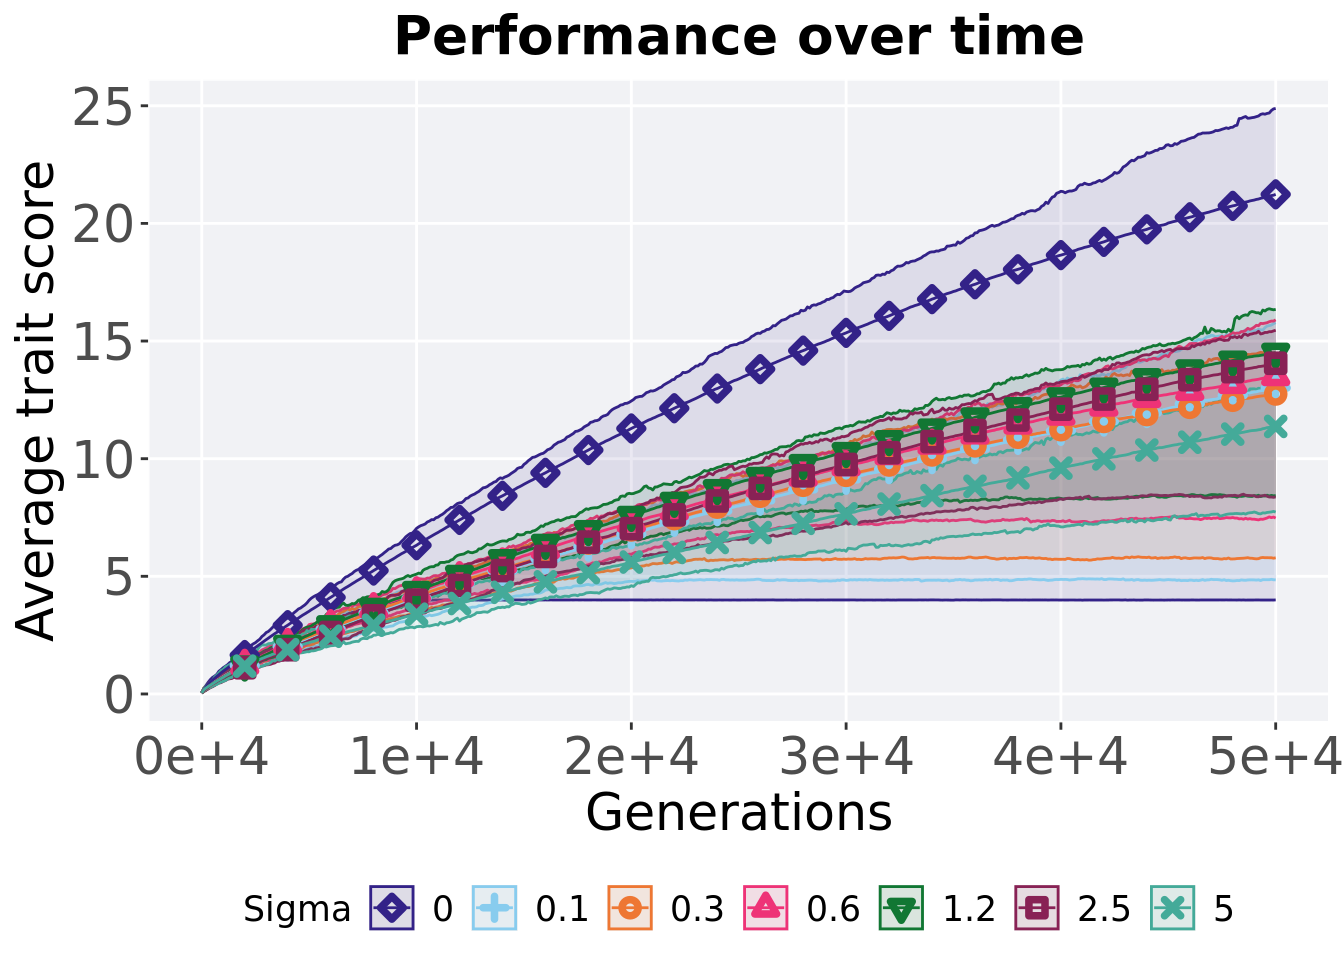 Performance over time
Average trait score
25
20
15
10
5
0
0e+4 1e+4 2e+4 3e+4 4e+4 5e+4
Generations
Sigma 0 0.1 0.3 0.6 1.2 2.5 5